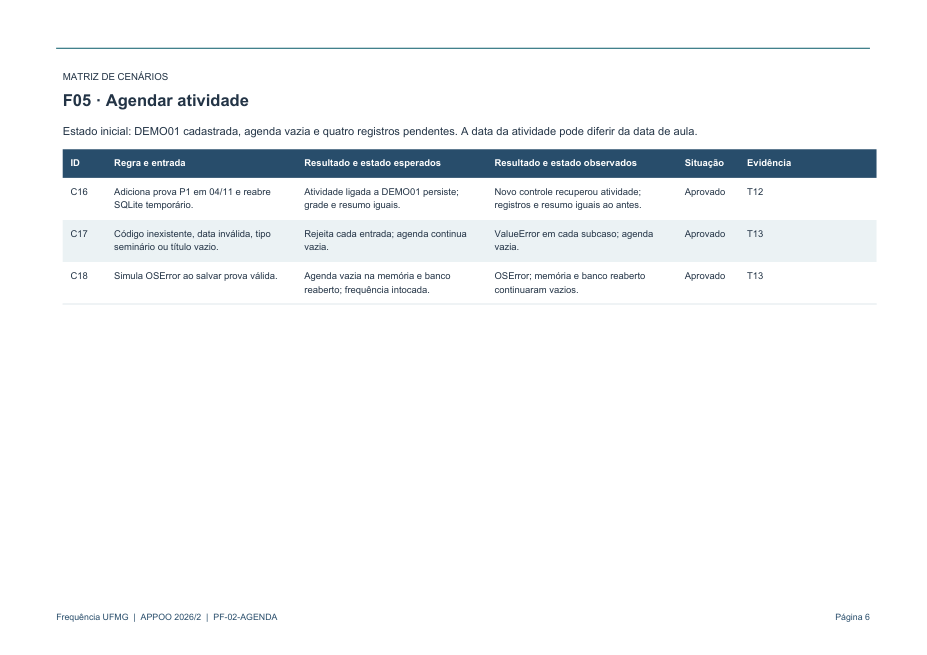 MATRIZ DE CENÁRIOS
F05 · Agendar atividade
Estado inicial: DEMO01 cadastrada, agenda vazia e quatro registros pendentes. A data da atividade pode diferir da data de aula.
ID Regra e entrada Resultado e estado esperados Resultado e estado observados Situação Evidência
C16 Adiciona prova P1 em 04/11 e reabre Atividade ligada a DEMO01 persiste; Novo controle recuperou atividade; Aprovado T12
SQLite temporário. grade e resumo iguais. registros e resumo iguais ao antes.
C17 Código inexistente, data inválida, tipo Rejeita cada entrada; agenda continua ValueError em cada subcaso; agenda Aprovado T13
seminário ou título vazio. vazia. vazia.
C18 Simula OSError ao salvar prova válida. Agenda vazia na memória e banco OSError; memória e banco reaberto Aprovado T13
reaberto; frequência intocada. continuaram vazios.
Frequência UFMG | APPOO 2026/2 | PF-02-AGENDA Página 6